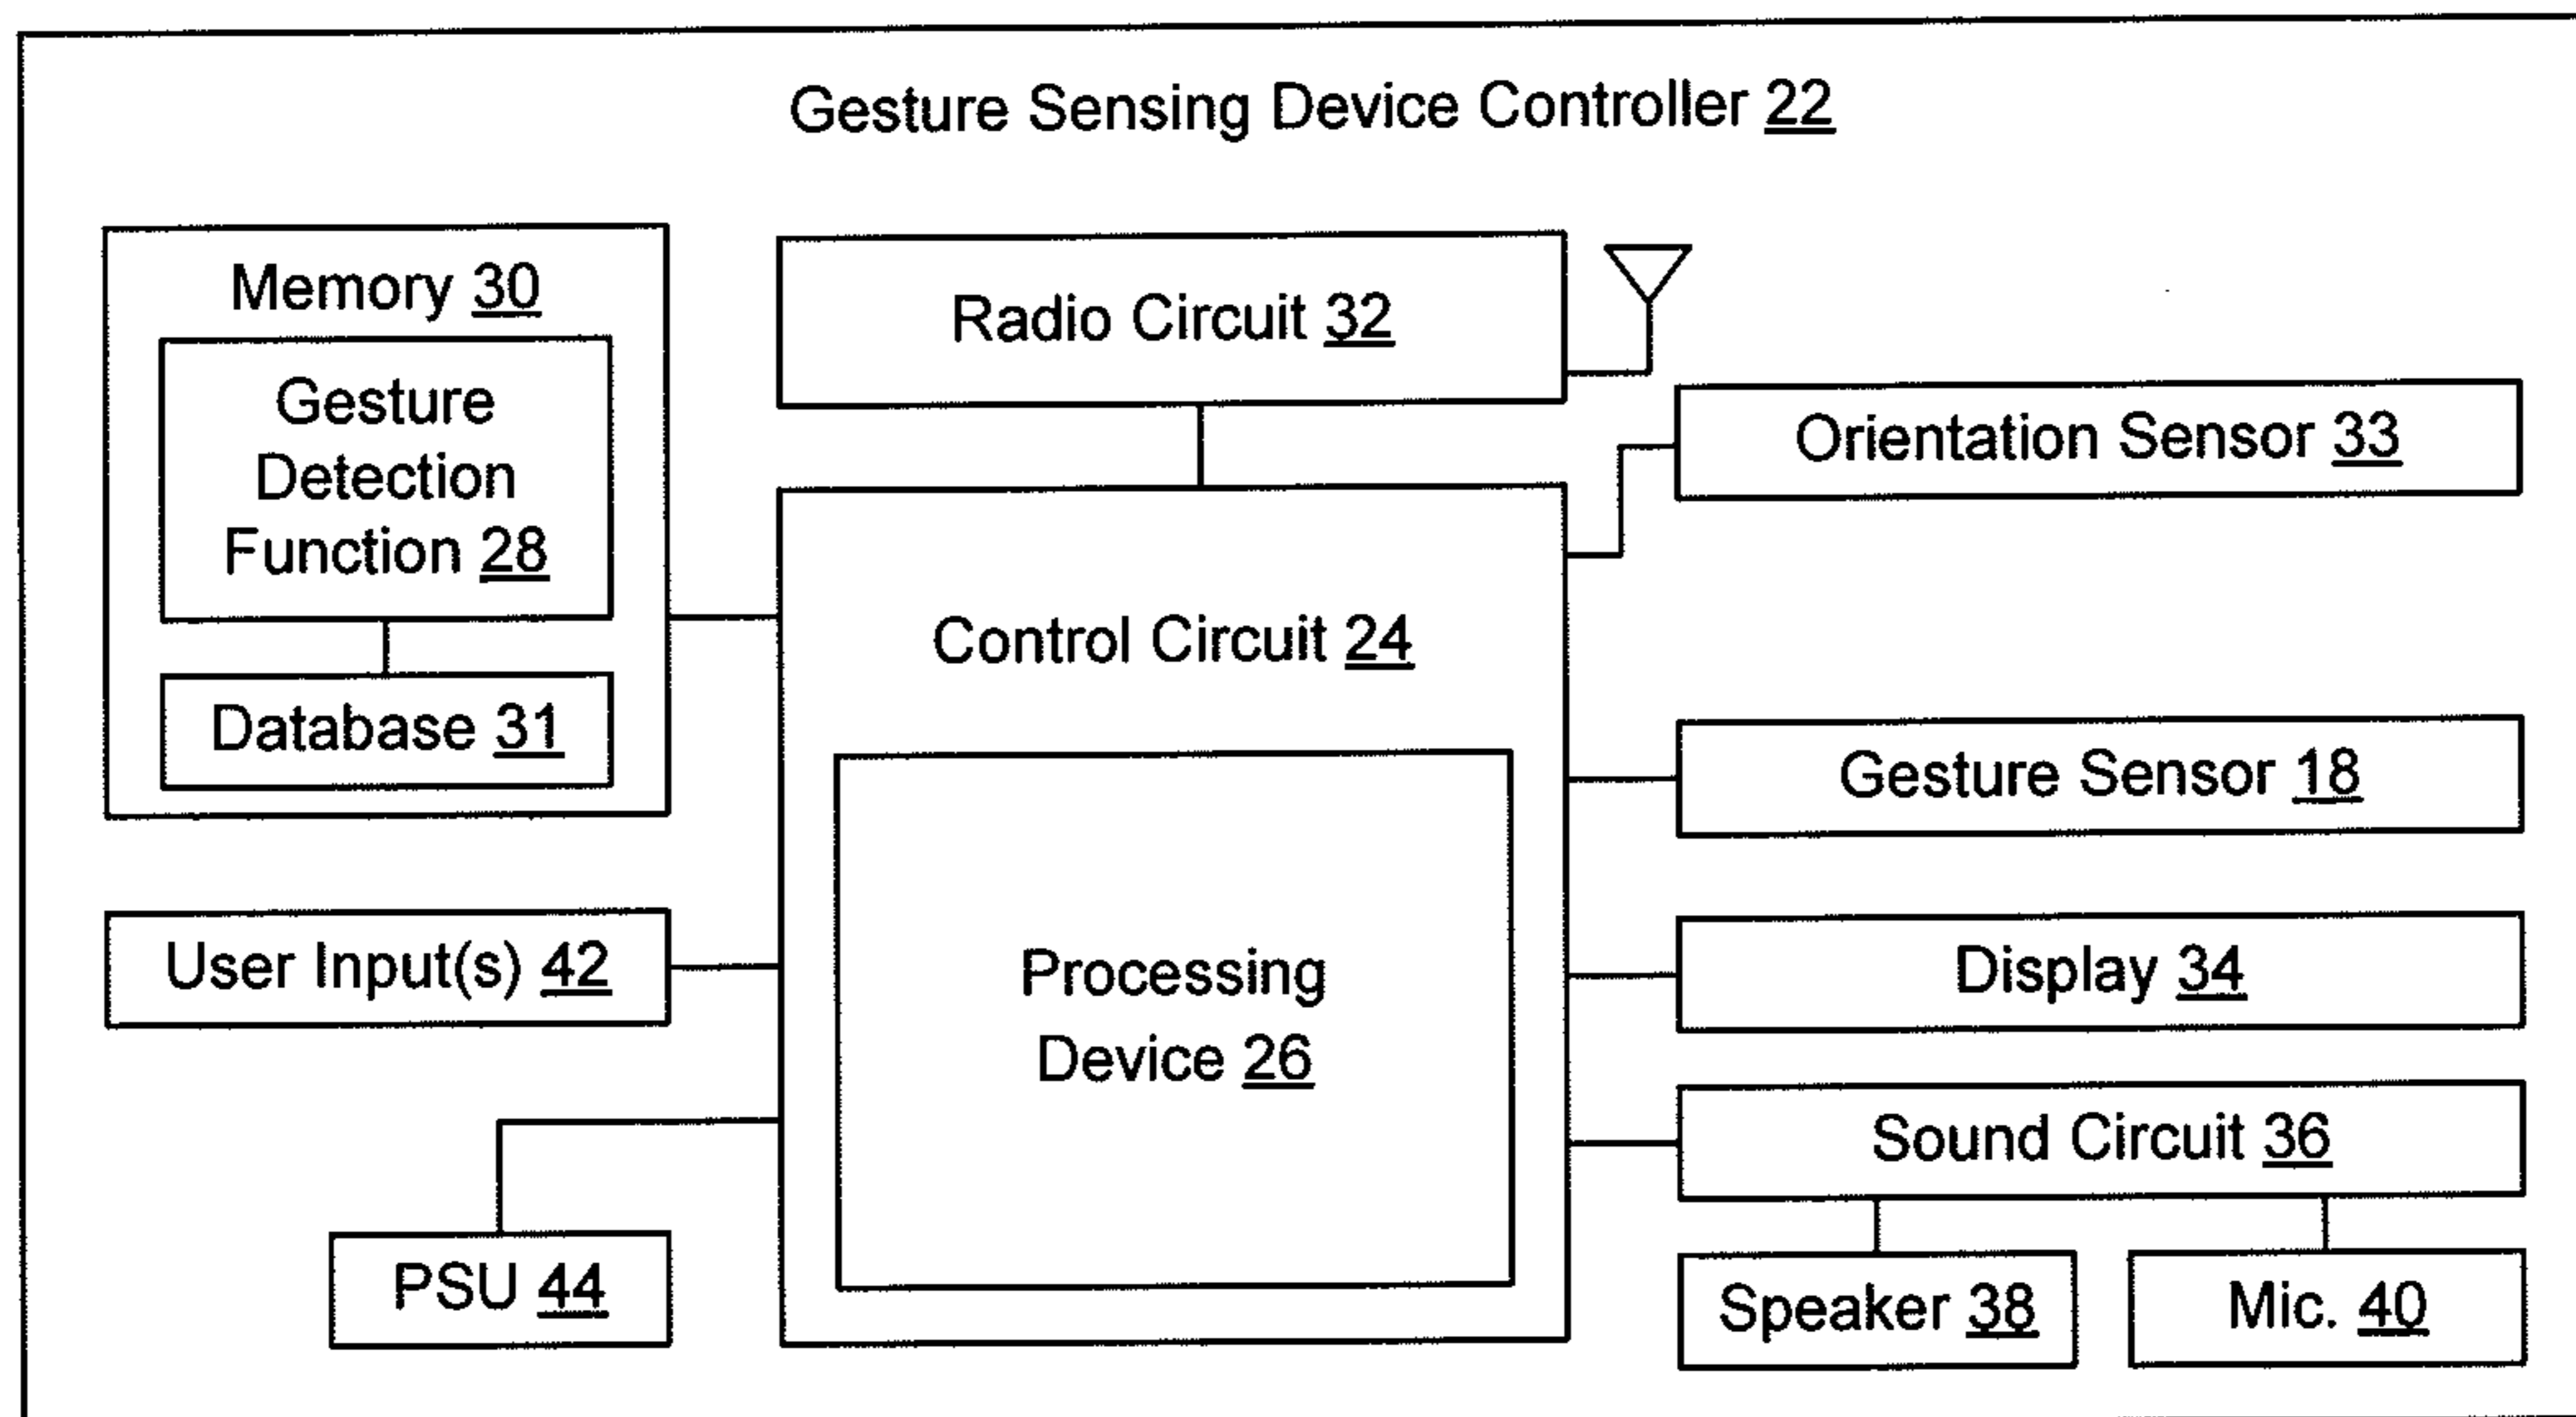 Gesture Sensing Device Controller 22
Memory 30
Gesture
Detection
Function 28
Database 31
Radio Circuit 32
Orientation Sensor 33
Control Circuit 24
Processing
Device 26
Gesture Sensor 18
User Input(s) 42
Display 34
Sound Circuit 36
PSU 44
Speaker 38
Mic. 40